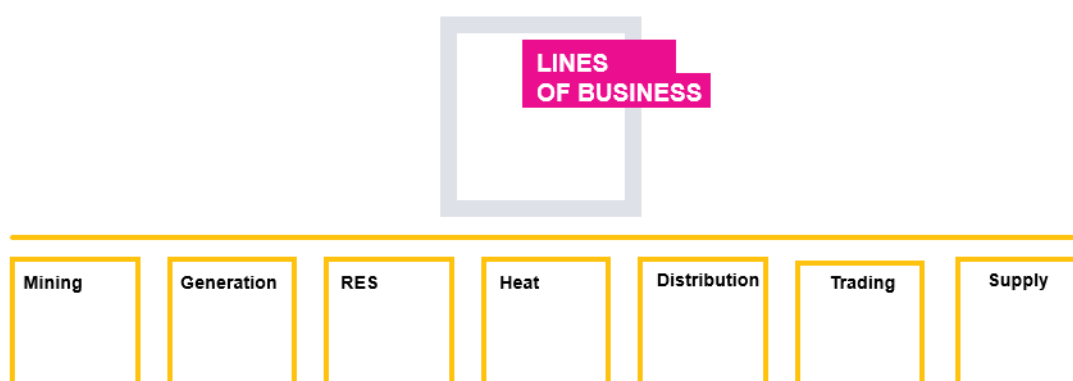 LINES
OF BUSINESS
Mining
Generation
RES
Heat
Distribution
Trading
Supply